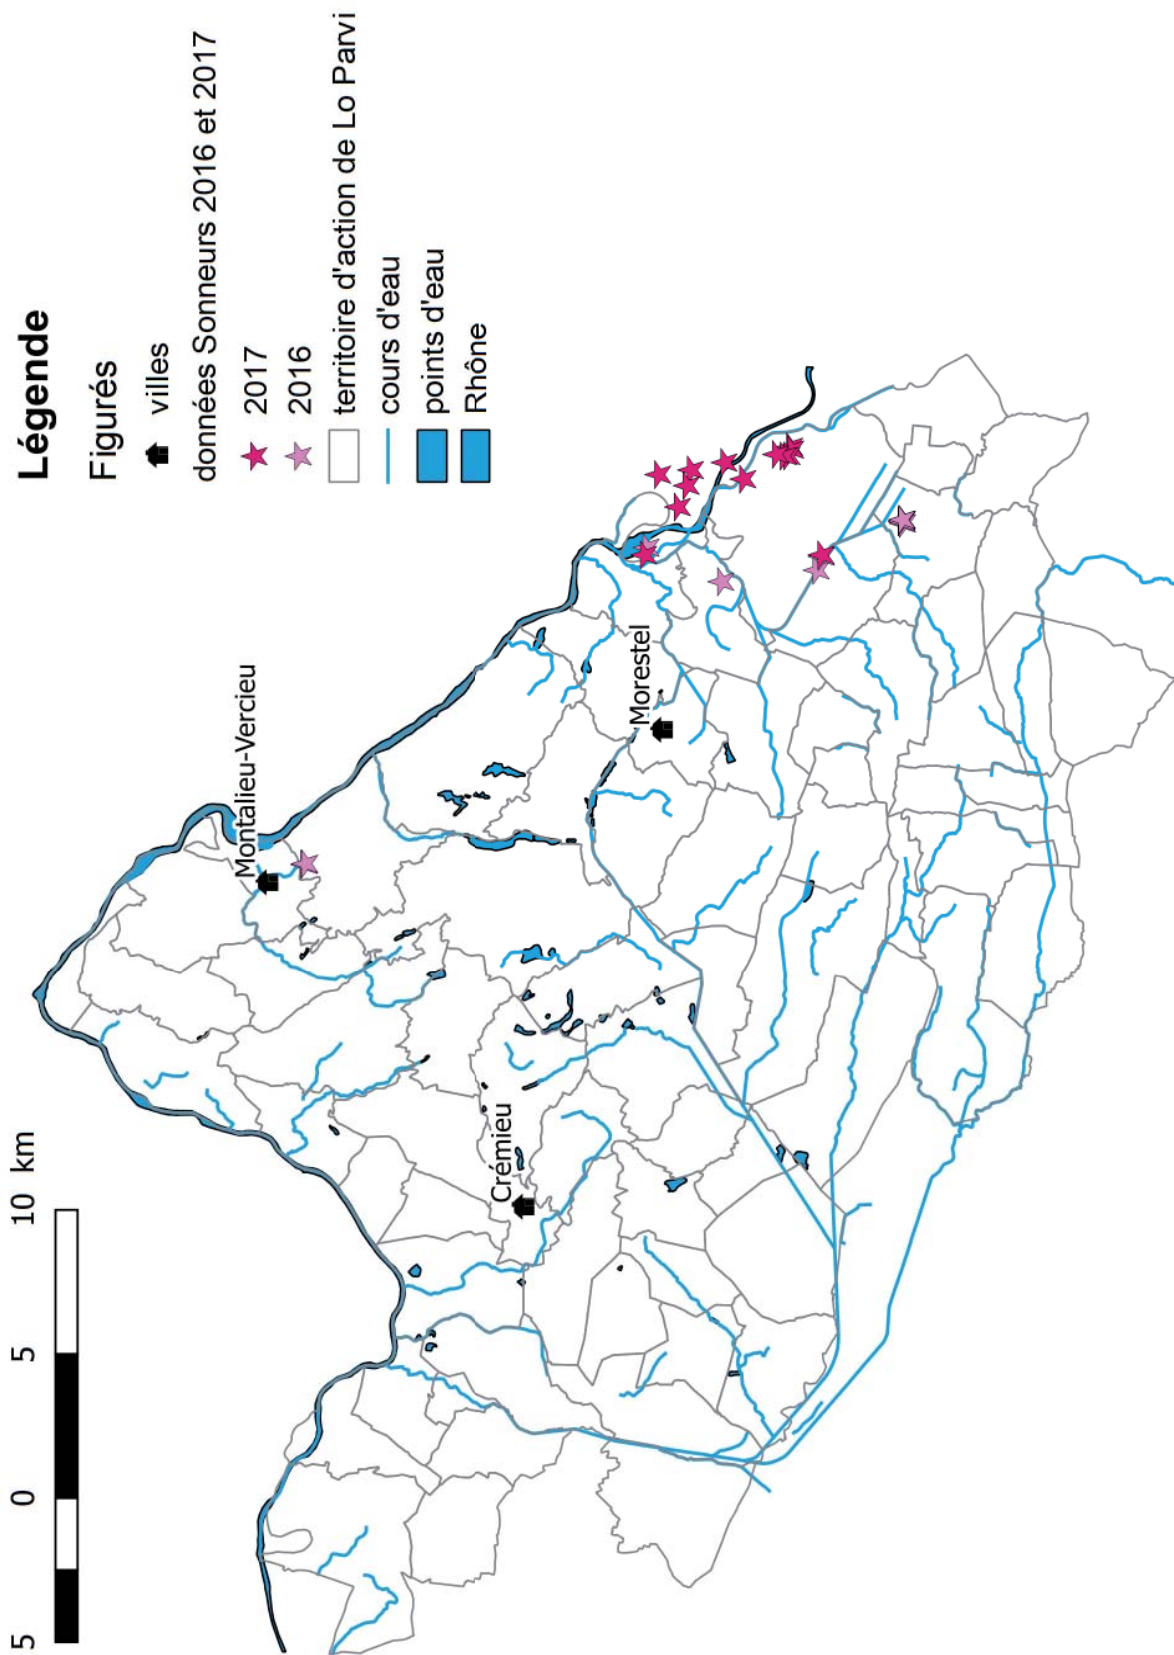 Légende
Figurés
villes
données Sonneurs 2016 et 2017
2017
2016
territoire d'action de Lo Parvi
cours d'eau
points d'eau
Rhône
Montalieu-Vercieu
Morestel
Crémieu
5 0 5 10 km